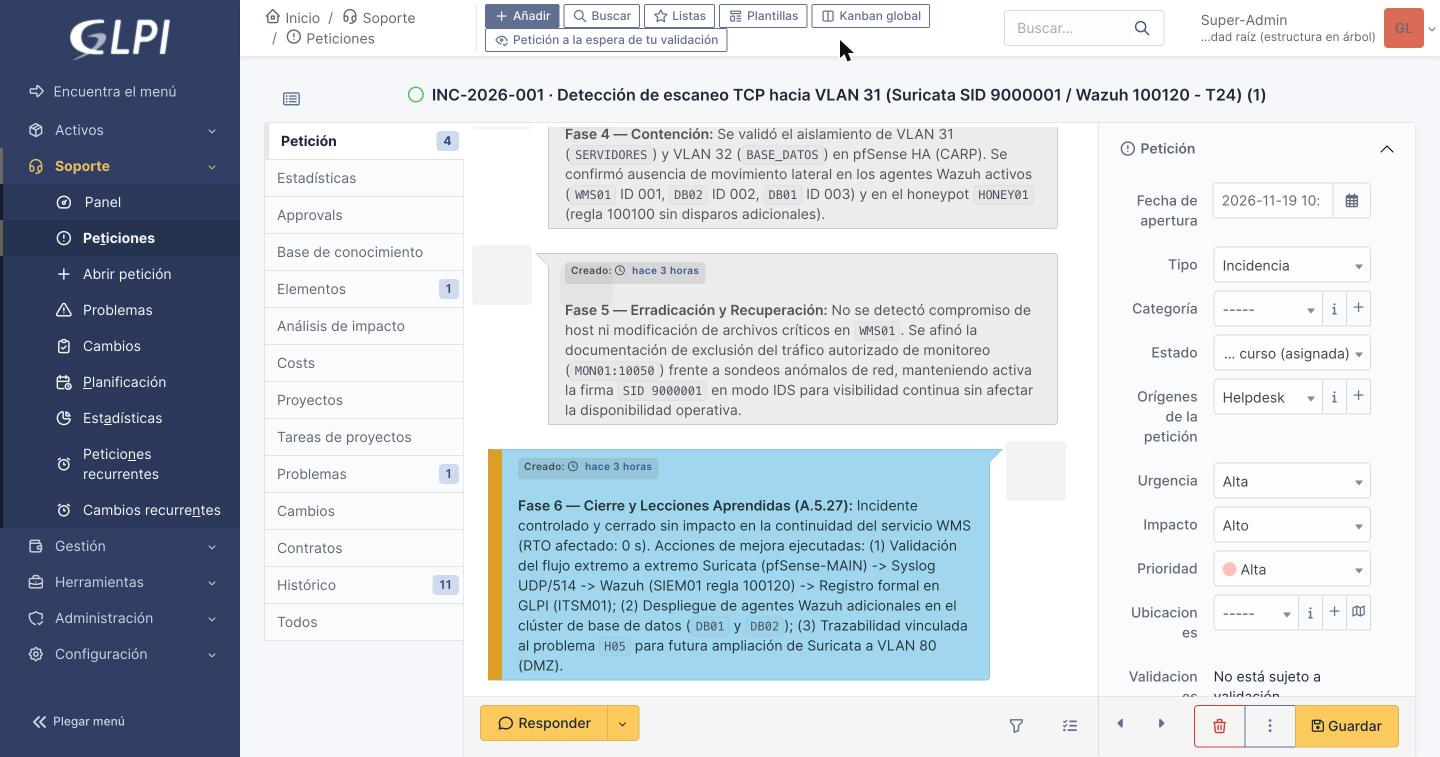 GLPI
Encuentra el menú
Activos
Soporte
Panel
Peticiones
Abrir petición
Problemas
Cambios
Planificación
Estadísticas
Peticiones
recurrentes
Cambios recurrentes
Gestión
Herramientas
Administración
Configuración
Plegar menú
Inicio / Soporte
/ Peticiones
Añadir Buscar Listas Plantillas Kanban global
Petición a la espera de tu validación
Buscar...
Super-Admin
...dad raíz (estructura en árbol)
GL
INC-2026-001 · Detección de escaneo TCP hacia VLAN 31 (Suricata SID 9000001 / Wazuh 100120 - T24) (1)
Petición 4
Estadísticas
Approvals
Base de conocimiento
Elementos 1
Análisis de impacto
Costs
Proyectos
Tareas de proyectos
Problemas 1
Cambios
Contratos
Histórico 11
Todos
Fase 4 — Contención: Se validó el aislamiento de VLAN 31
( SERVIDORES ) y VLAN 32 ( BASE_DATOS ) en pfSense HA (CARP). Se
confirmó ausencia de movimiento lateral en los agentes Wazuh activos
( WMS01 ID 001, DB02 ID 002, DB01 ID 003) y en el honeypot HONEY01
(regla 100100 sin disparos adicionales).
Creado: hace 3 horas
Fase 5 — Erradicación y Recuperación: No se detectó compromiso de
host ni modificación de archivos críticos en WMS01 . Se afinó la
documentación de exclusión del tráfico autorizado de monitoreo
( MON01:10050 ) frente a sondeos anómalos de red, manteniendo activa
la firma SID 9000001 en modo IDS para visibilidad continua sin afectar
la disponibilidad operativa.
Creado: hace 3 horas
Fase 6 — Cierre y Lecciones Aprendidas (A.5.27): Incidente
controlado y cerrado sin impacto en la continuidad del servicio WMS
(RTO afectado: 0 s). Acciones de mejora ejecutadas: (1) Validación
del flujo extremo a extremo Suricata (pfSense-MAIN) -> Syslog
UDP/514 -> Wazuh (SIEM01 regla 100120) -> Registro formal en
GLPI (ITSM01); (2) Despliegue de agentes Wazuh adicionales en el
clúster de base de datos ( DB01 y DB02 ); (3) Trazabilidad vinculada
al problema H05 para futura ampliación de Suricata a VLAN 80
(DMZ).
Responder
Petición
Fecha de
apertura
2026-11-19 10:
Tipo Incidencia
Categoría -----
Estado ... curso (asignada)
Orígenes
de la
petición
Helpdesk
Urgencia Alta
Impacto Alto
Prioridad Alta
Ubicacion
es
-----
Validacion
es
No está sujeto a
validación
Guardar